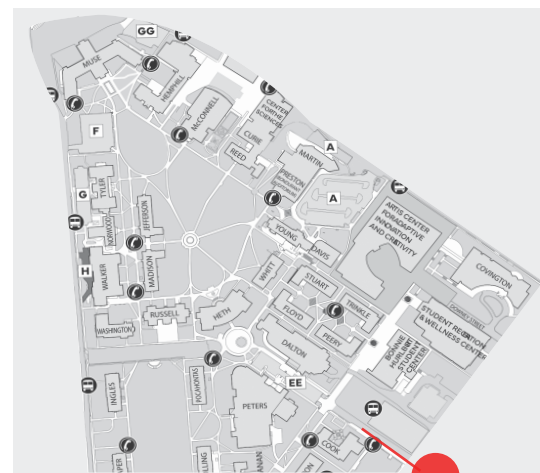 GG
MUSE
HEMPHILL
McCONNELL
CENTER
FOR THE
SCIENCES
CURIE
REED
F
A
MARTIN
PRESTON
A
G
TYLER
NORWOOD
JEFFERSON
YOUNG
DAVIS
ARTIS CENTER
FOR ADAPTIVE
INNOVATION
AND CREATIVITY
COVINGTON
H
WALKER
MADISON
WHITT
STUART
TRINKLE
WASHINGTON
RUSSELL
HETH
FLOYD
PEERY
STUDENT RECREATION
& WELLNESS CENTER
DALTON
BONNIE
HURLBURT
STUDENT
CENTER
EE
INGLES
POCAHONTAS
PETERS
COOK